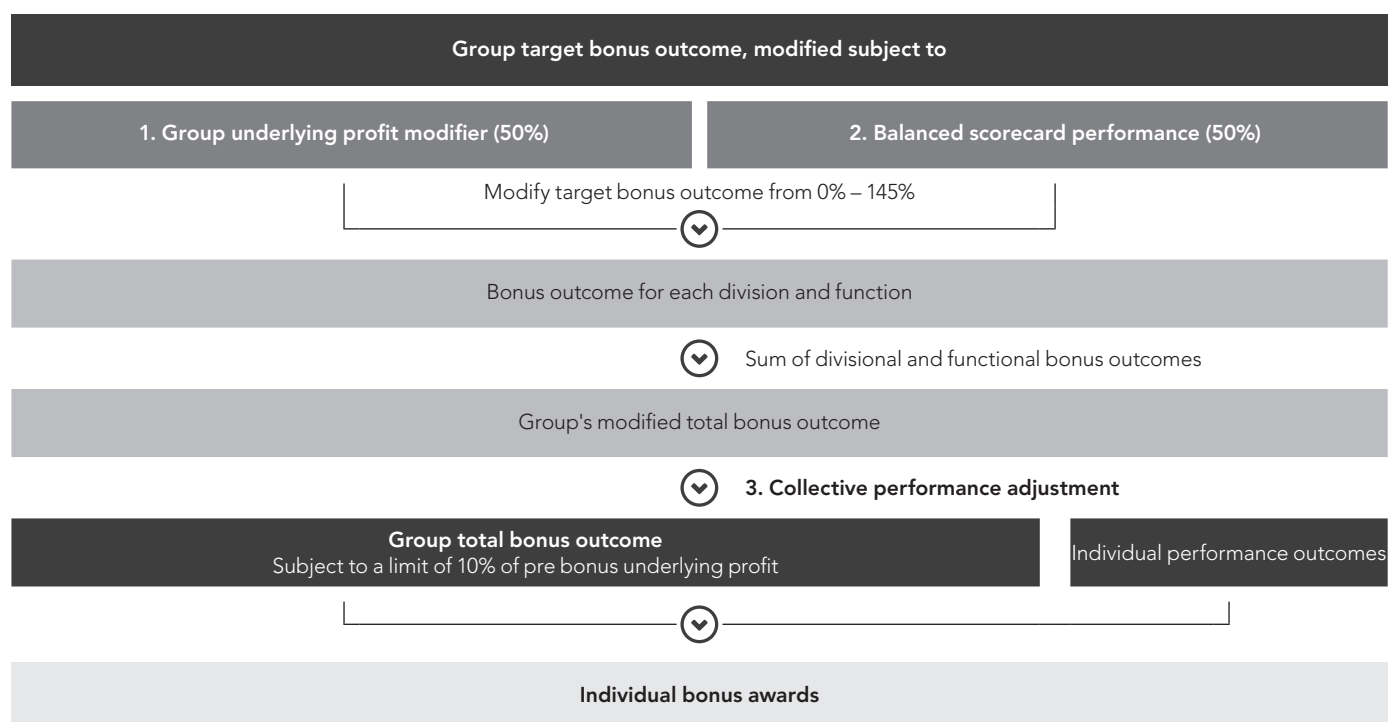 Group target bonus outcome, modified subject to
1. Group underlying profit modifier (50%)
2. Balanced scorecard performance (50%)
Modify target bonus outcome from 0% – 145%
Bonus outcome for each division and function
Sum of divisional and functional bonus outcomes
Group's modified total bonus outcome
3. Collective performance adjustment
Group total bonus outcome
Subject to a limit of 10% of pre bonus underlying profit
Individual performance outcomes
Individual bonus awards